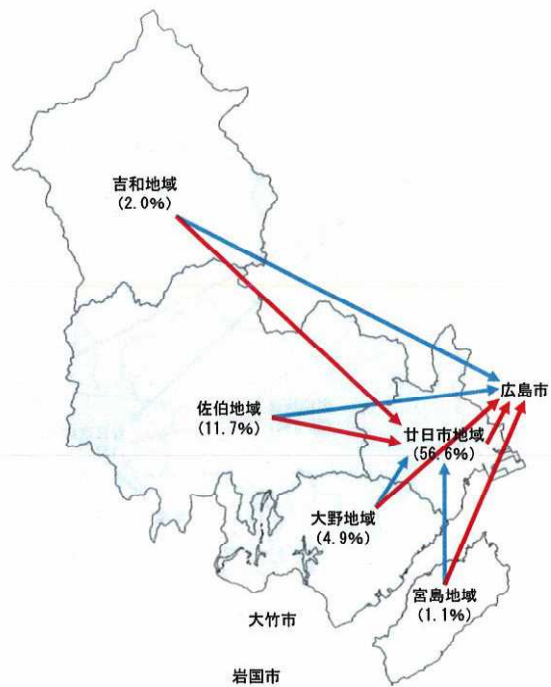 吉和地域
(2.0%)
広島市
佐伯地域
(11.7%)
廿日市地域
(56.6%)
大野地域
(4.9%)
宮島地域
(1.1%)
大竹市
岩国市